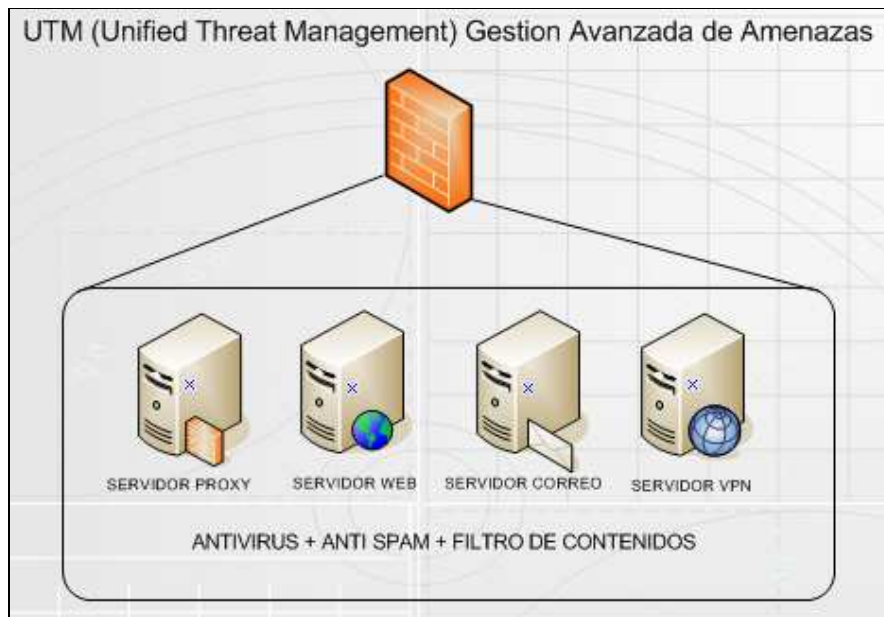 UTM (Unified Threat Management) Gestion Avanzada de Amenazas
SERVIDOR PROXY
SERVIDOR WEB
SERVIDOR CORREO
SERVIDOR VPN
ANTIVIRUS + ANTI SPAM + FILTRO DE CONTENIDOS